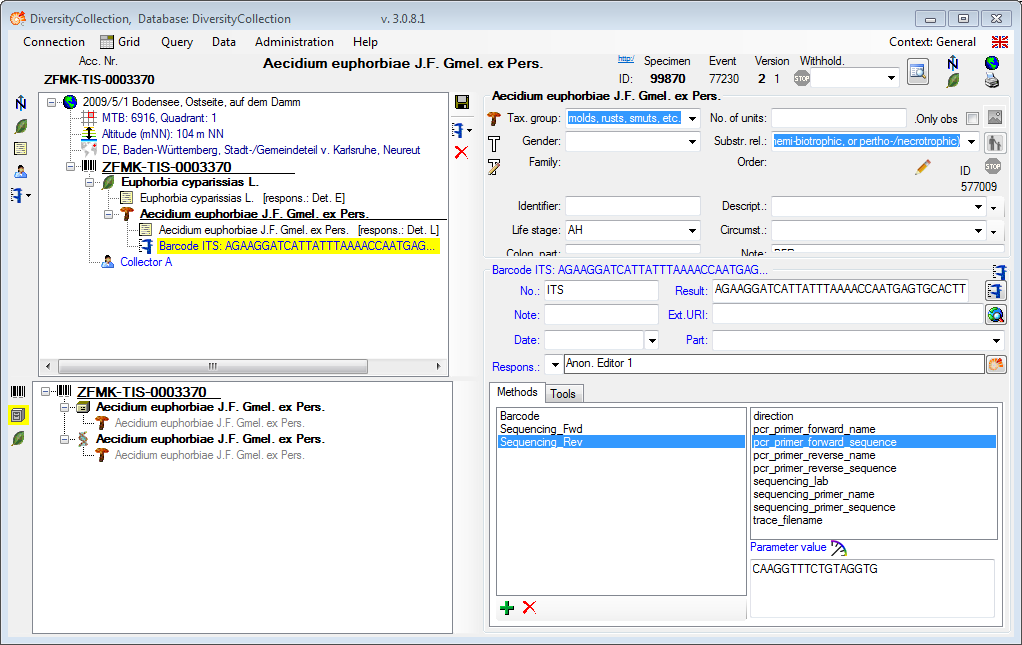 DiversityCollection, Database: DiversityCollection v. 3.0.8.1
Connection Grid Query Data Administration Help Context: General
Acc. Nr.
ZFMK-TIS-0003370
Aecidium euphorbiae J.F. Gmel. ex Pers.
http:/ Specimen Event Version Withhold.
ID: 99870 77230 2 1 STOP
2009/5/1 Bodensee, Ostseite, auf dem Damm
MTB: 6916, Quadrant: 1
Altitude (mNN): 104 m NN
DE, Baden-Württemberg, Stadt-/Gemeindeteil v. Karlsruhe, Neureut
ZFMK-TIS-0003370
Euphorbia cyparissias L.
Euphorbia cyparissias L. [respons.: Det. E]
Aecidium euphorbiae J.F. Gmel. ex Pers.
Aecidium euphorbiae J.F. Gmel. ex Pers. [respons.: Det. L]
Barcode ITS: AGAAGGATCATTATTTAAAACCAATGAG...
Collector A
ZFMK-TIS-0003370
Aecidium euphorbiae J.F. Gmel. ex Pers.
Aecidium euphorbiae J.F. Gmel. ex Pers.
Aecidium euphorbiae J.F. Gmel. ex Pers.
Aecidium euphorbiae J.F. Gmel. ex Pers.
Aecidium euphorbiae J.F. Gmel. ex Pers.
Tax. group: molds, rusts, smuts, etc. No. of units: .Only obs
Gender: Substr. rel.: hemi-biotrophic, or pertho-/necrotrophic)
Family: Order: ID STOP
577009
Identifier: Descript.:
Life stage: AH Circumst.:
Colon. part: Note:
Barcode ITS: AGAAGGATCATTATTTAAAACCAATGAG...
No.: ITS Result: AGAAGGATCATTATTTAAAACCAATGAGTGCACTT
Note: Ext.URI:
Date: Part:
Respons.: Anon. Editor 1
Methods Tools
Barcode
Sequencing_Fwd
Sequencing_Rev
direction
pcr_primer_forward_name
pcr_primer_forward_sequence
pcr_primer_reverse_name
pcr_primer_reverse_sequence
sequencing_lab
sequencing_primer_name
sequencing_primer_sequence
trace_filename
Parameter value
CAAGGTTTCTGTAGGTG